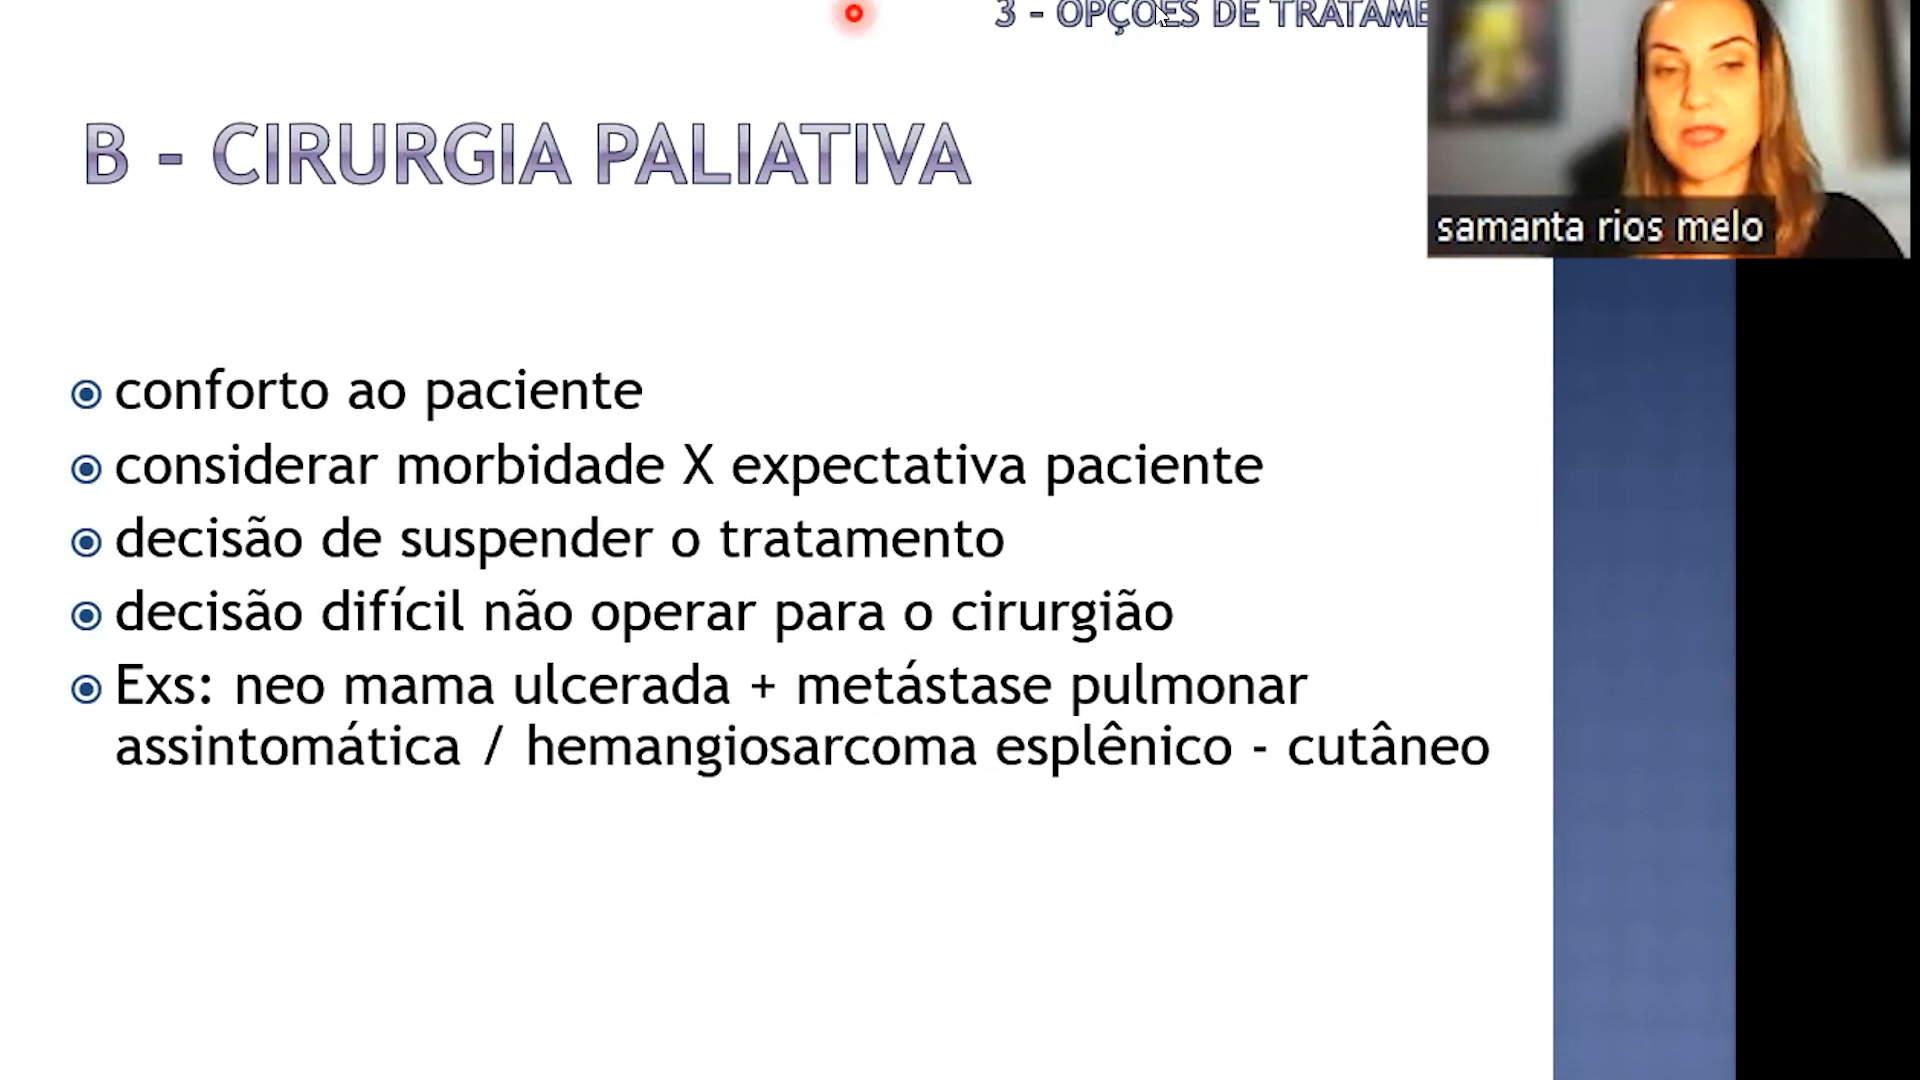 3 - OPÇÕES DE
B - CIRURGIA PALIATIVA
samanta rios melo
conforto ao paciente
considerar morbidade X expectativa paciente
decisão de suspender o tratamento
decisão difícil não operar para o cirurgião
Exs: neo mama ulcerada + metástase pulmonar
assintomática / hemangiosarcoma esplênico - cutâneo